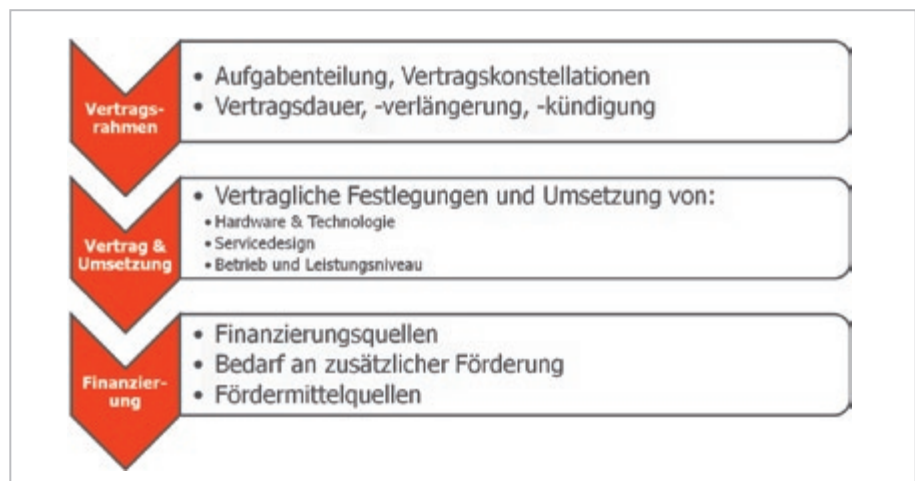 Vertrags-
rahmen
• Aufgabenteilung, Vertragskonstellationen
• Vertragsdauer, -verlängerung, -kündigung
Vertrag &
Umsetzung
• Vertragliche Festlegungen und Umsetzung von:
• Hardware & Technologie
• Servicedesign
• Betrieb und Leistungsniveau
Finanzier-
ung
• Finanzierungsquellen
• Bedarf an zusätzlicher Förderung
• Fördermittelquellen